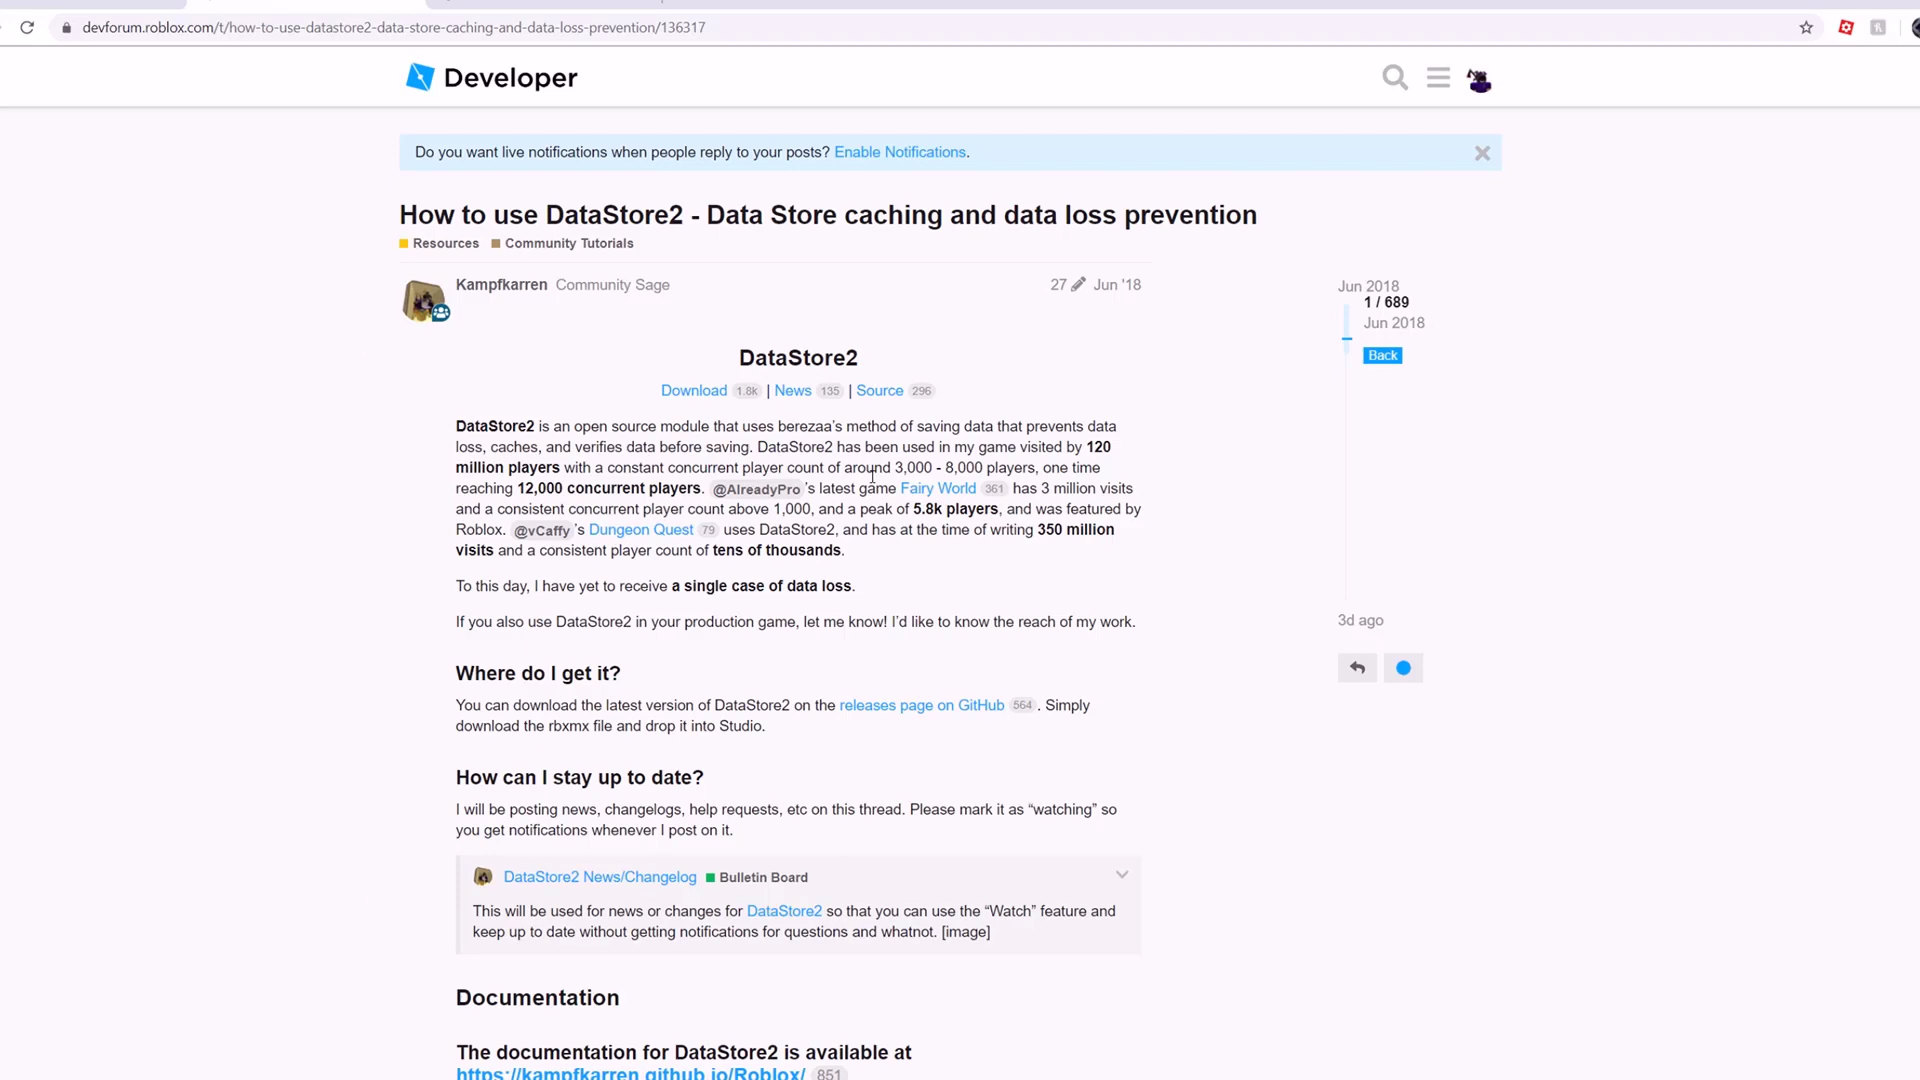 devforum.roblox.com/t/how-to-use-datastore2-data-store-caching-and-data-loss-prevention/136317
Developer
Do you want live notifications when people reply to your posts? Enable Notifications.
How to use DataStore2 - Data Store caching and data loss prevention
Resources Community Tutorials
Kampfkarren Community Sage 27 Jun '18
Jun 2018
1 / 689
Jun 2018
Back
DataStore2
Download 1.8k | News 135 | Source 296
DataStore2 is an open source module that uses berezaa's method of saving data that prevents data
loss, caches, and verifies data before saving. DataStore2 has been used in my game visited by 120
million players with a constant concurrent player count of around 3,000 - 8,000 players, one time
reaching 12,000 concurrent players. @AlreadyPro 's latest game Fairy World 361 has 3 million visits
and a consistent concurrent player count above 1,000, and a peak of 5.8k players, and was featured by
Roblox. @vCaffy 's Dungeon Quest 79 uses DataStore2, and has at the time of writing 350 million
visits and a consistent player count of tens of thousands.
To this day, I have yet to receive a single case of data loss.
If you also use DataStore2 in your production game, let me know! I'd like to know the reach of my work.
3d ago
Where do I get it?
You can download the latest version of DataStore2 on the releases page on GitHub 564 . Simply
download the rbxmx file and drop it into Studio.
How can I stay up to date?
I will be posting news, changelogs, help requests, etc on this thread. Please mark it as “watching” so
you get notifications whenever I post on it.
DataStore2 News/Changelog Bulletin Board
This will be used for news or changes for DataStore2 so that you can use the “Watch” feature and
keep up to date without getting notifications for questions and whatnot. [image]
Documentation
The documentation for DataStore2 is available at
https://kampfkarren.github.io/Roblox/ 851